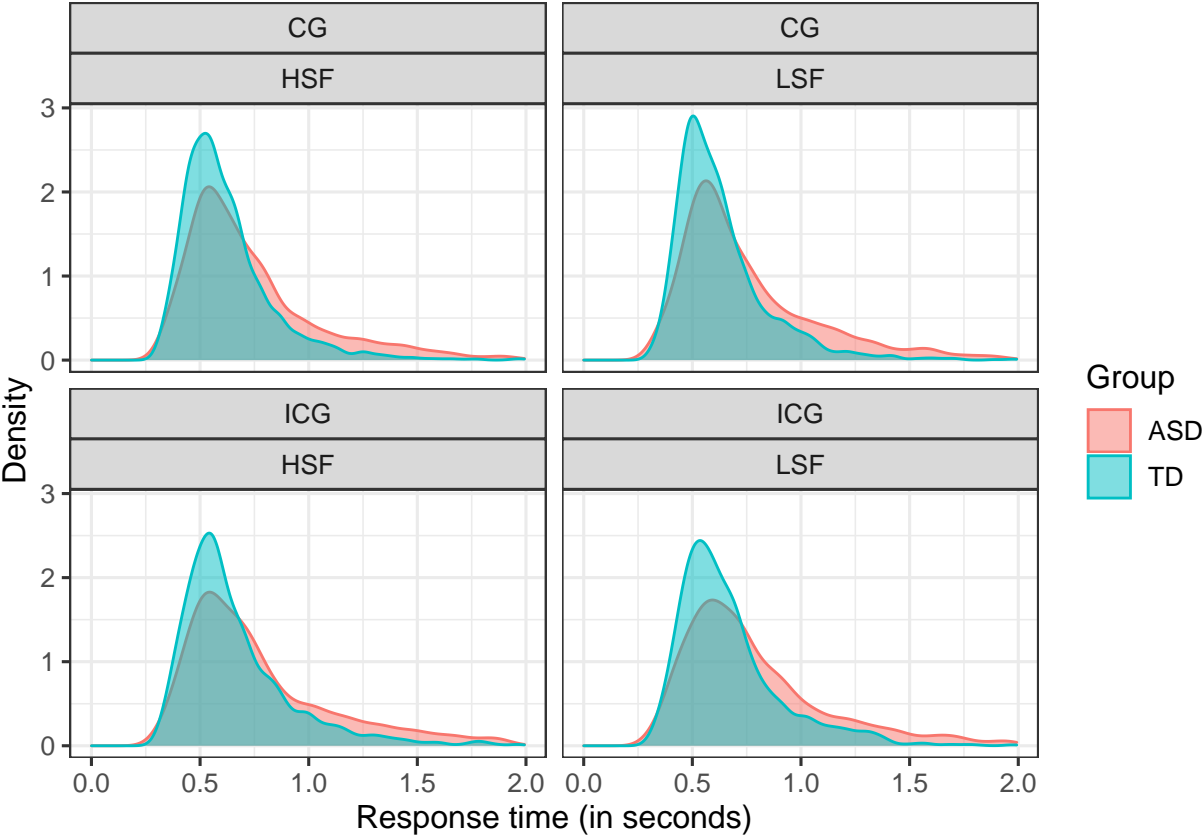 CG CG
HSF LSF
3
2
1
0
ICG ICG
HSF LSF
3
2
1
0
0.0 0.5 1.0 1.5 2.0 0.0 0.5 1.0 1.5 2.0
Response time (in seconds)
Density
Group
ASD
TD